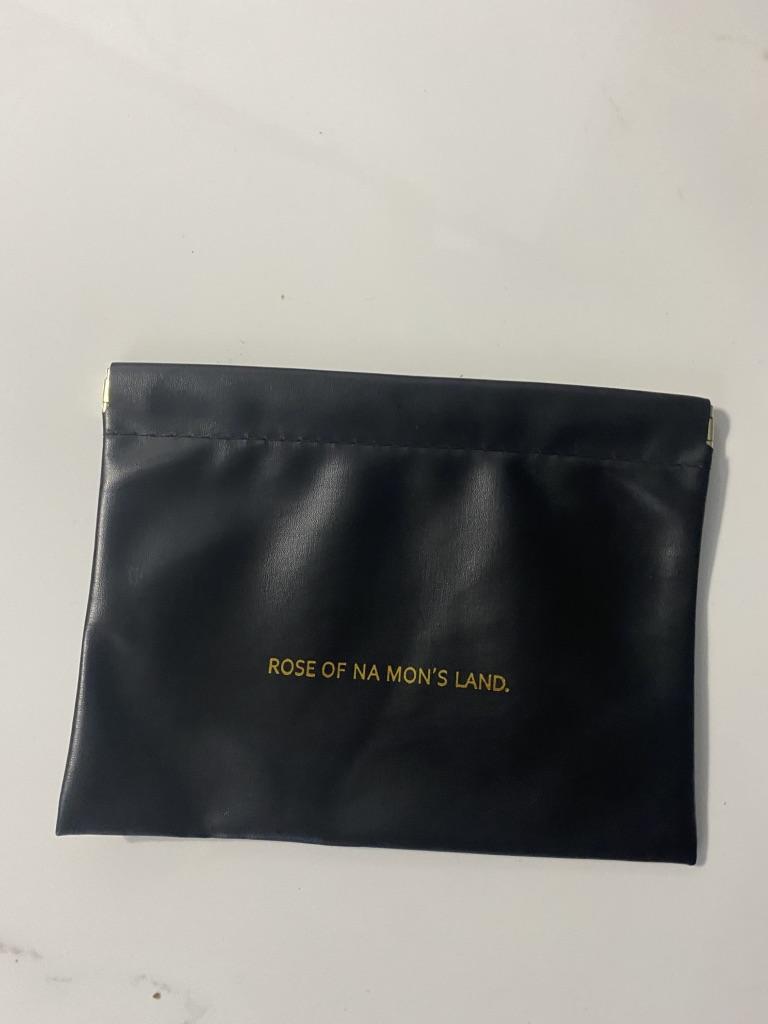 ROSE OF NA MON'S LAND.